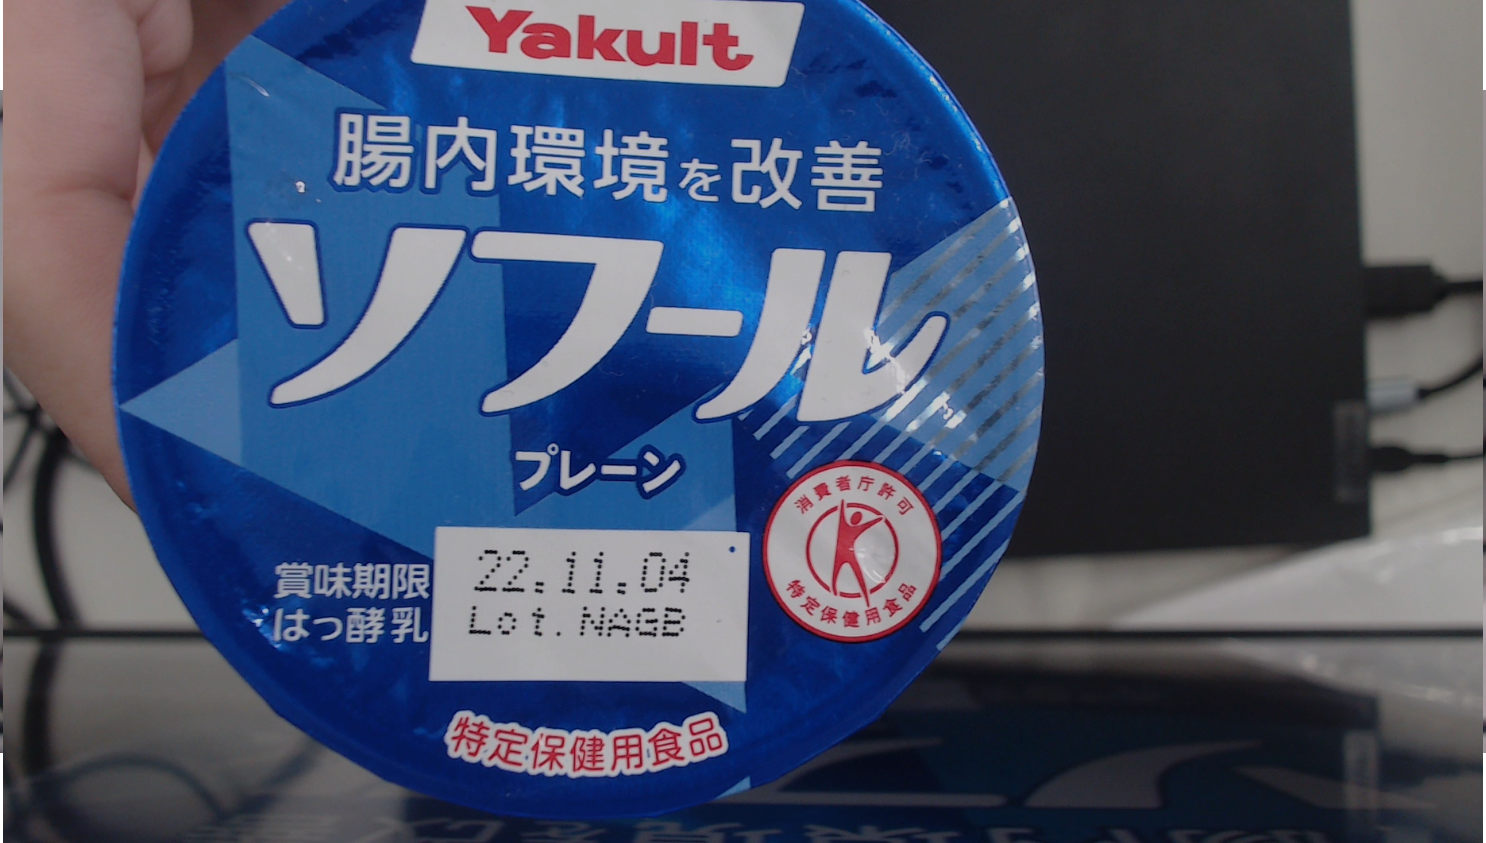 Yakult
腸内環境を改善
ソフール
プレーン
消費者庁許可
特定保健用食品
賞味期限 22.11.04
はっ酵乳 Lot.NAGB
特定保健用食品